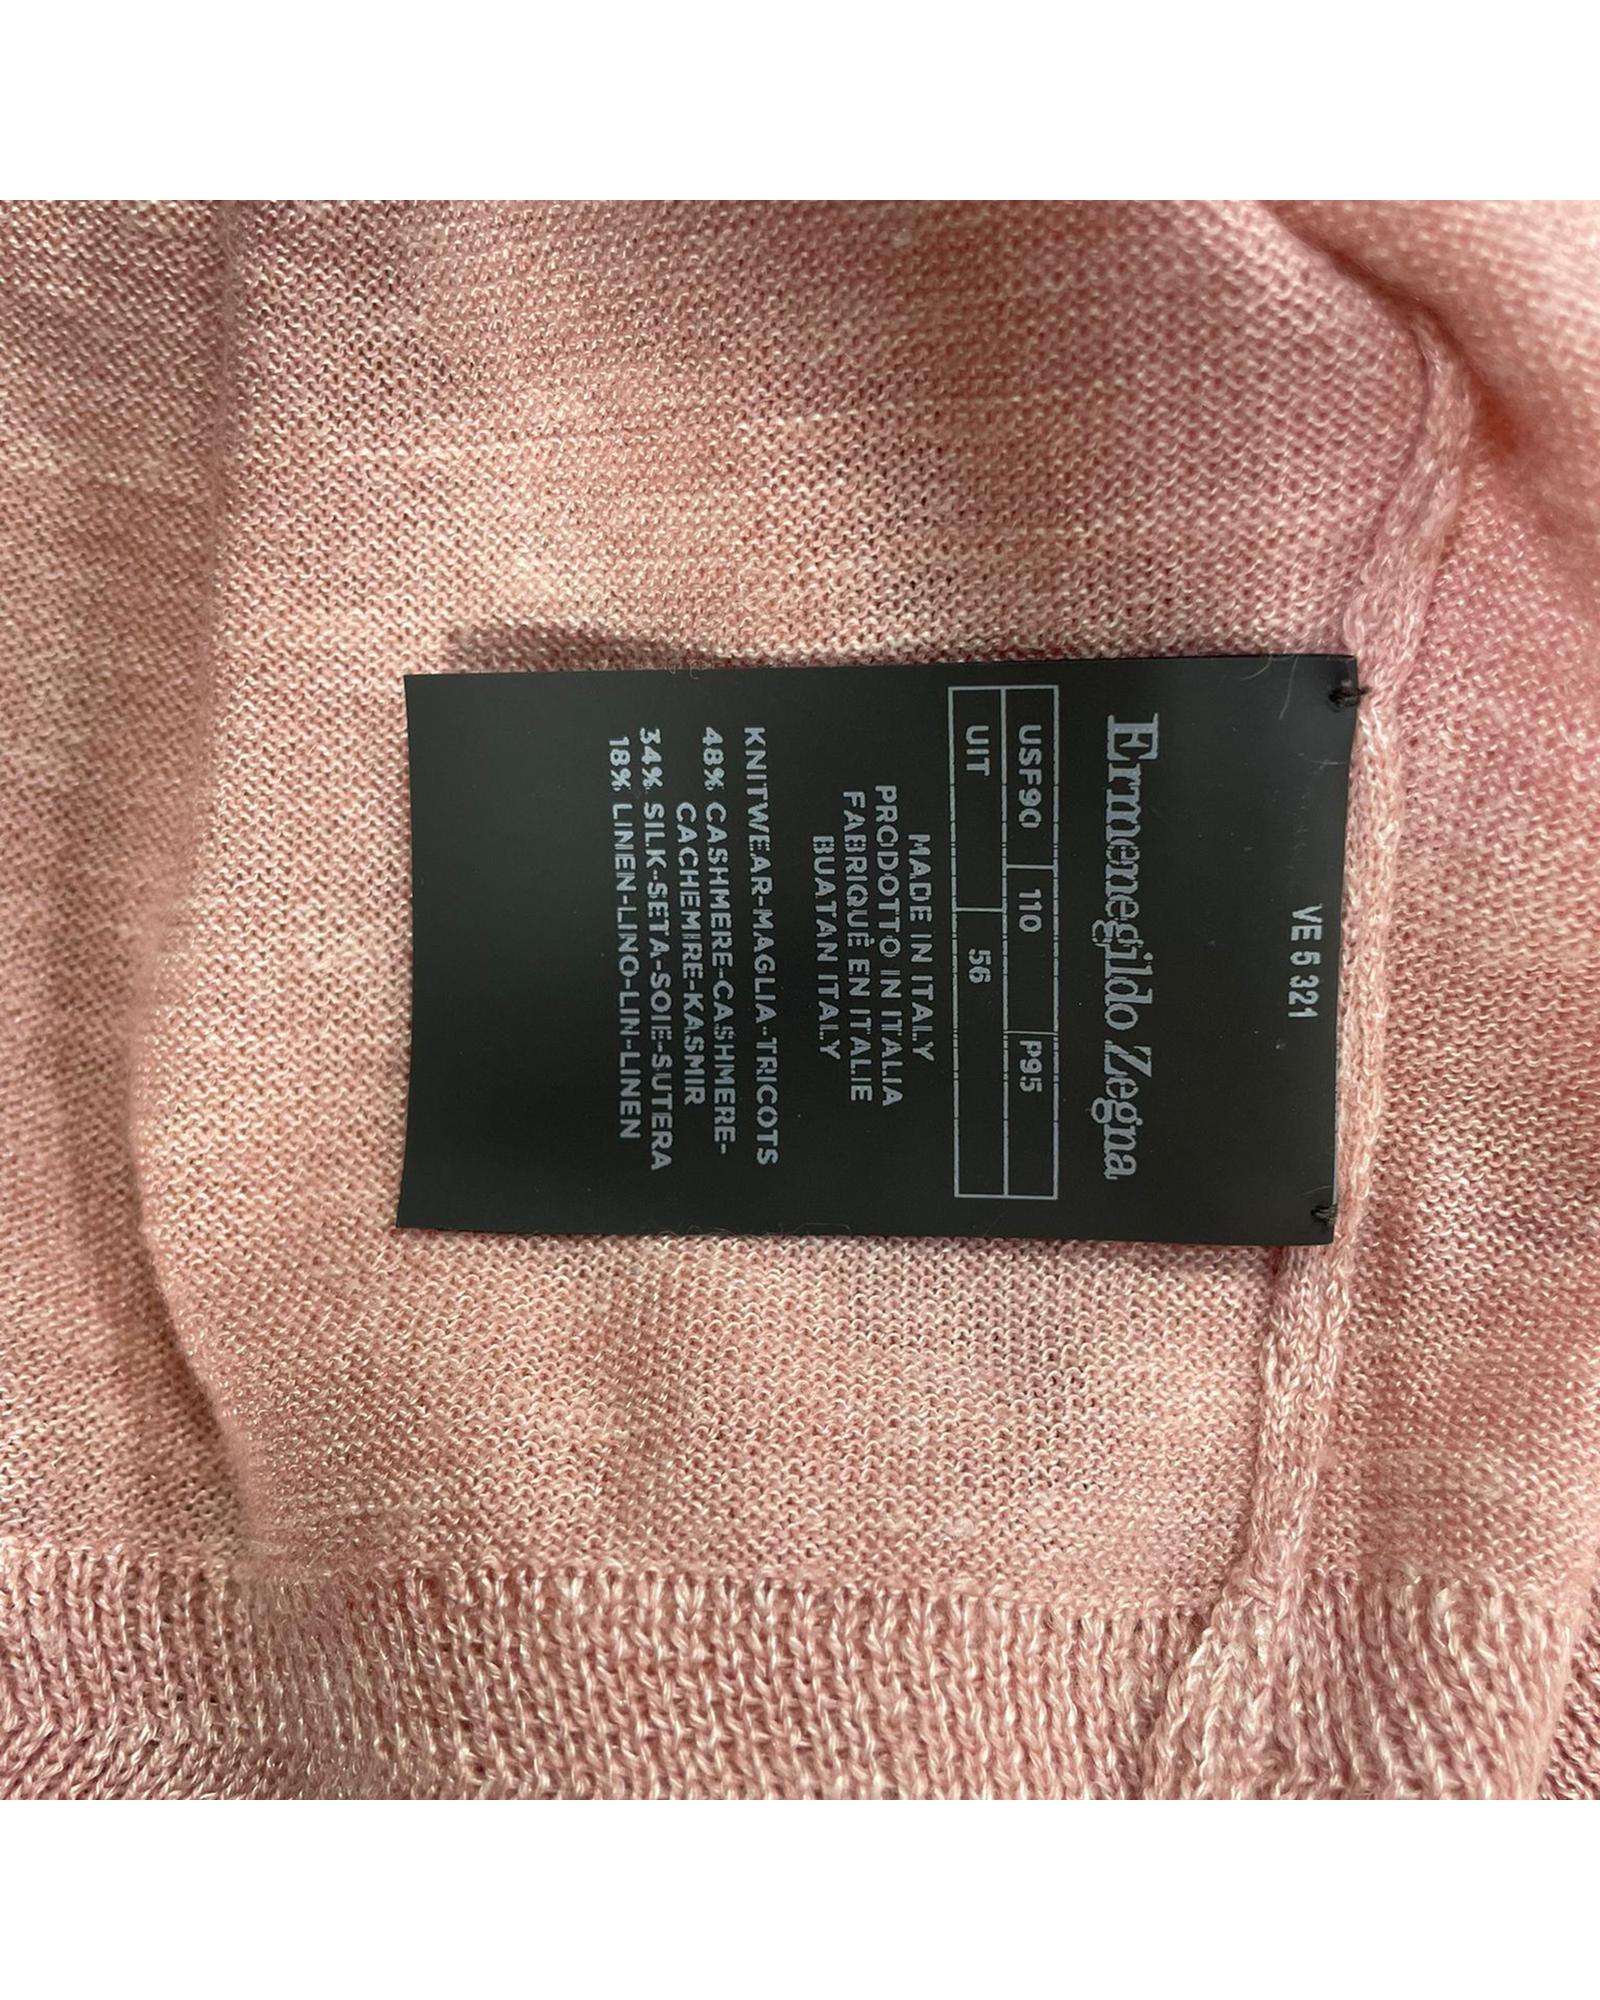 VE 5 321
Ermenegildo Zegna
USF90 110 P95
UIT 56
MADE IN ITALY
PRODOTTO IN ITALIA
FABRIQUÉ EN ITALIE
BUATAN ITALY
KNITWEAR-MAGLIA-TRICOTS
48% CASHMERE-CASHMERE-
CACHEMIRE-KASMIR
34% SILK-SETA-SOIE-SUTERA
18% LINEN-LINO-LIN-LINEN